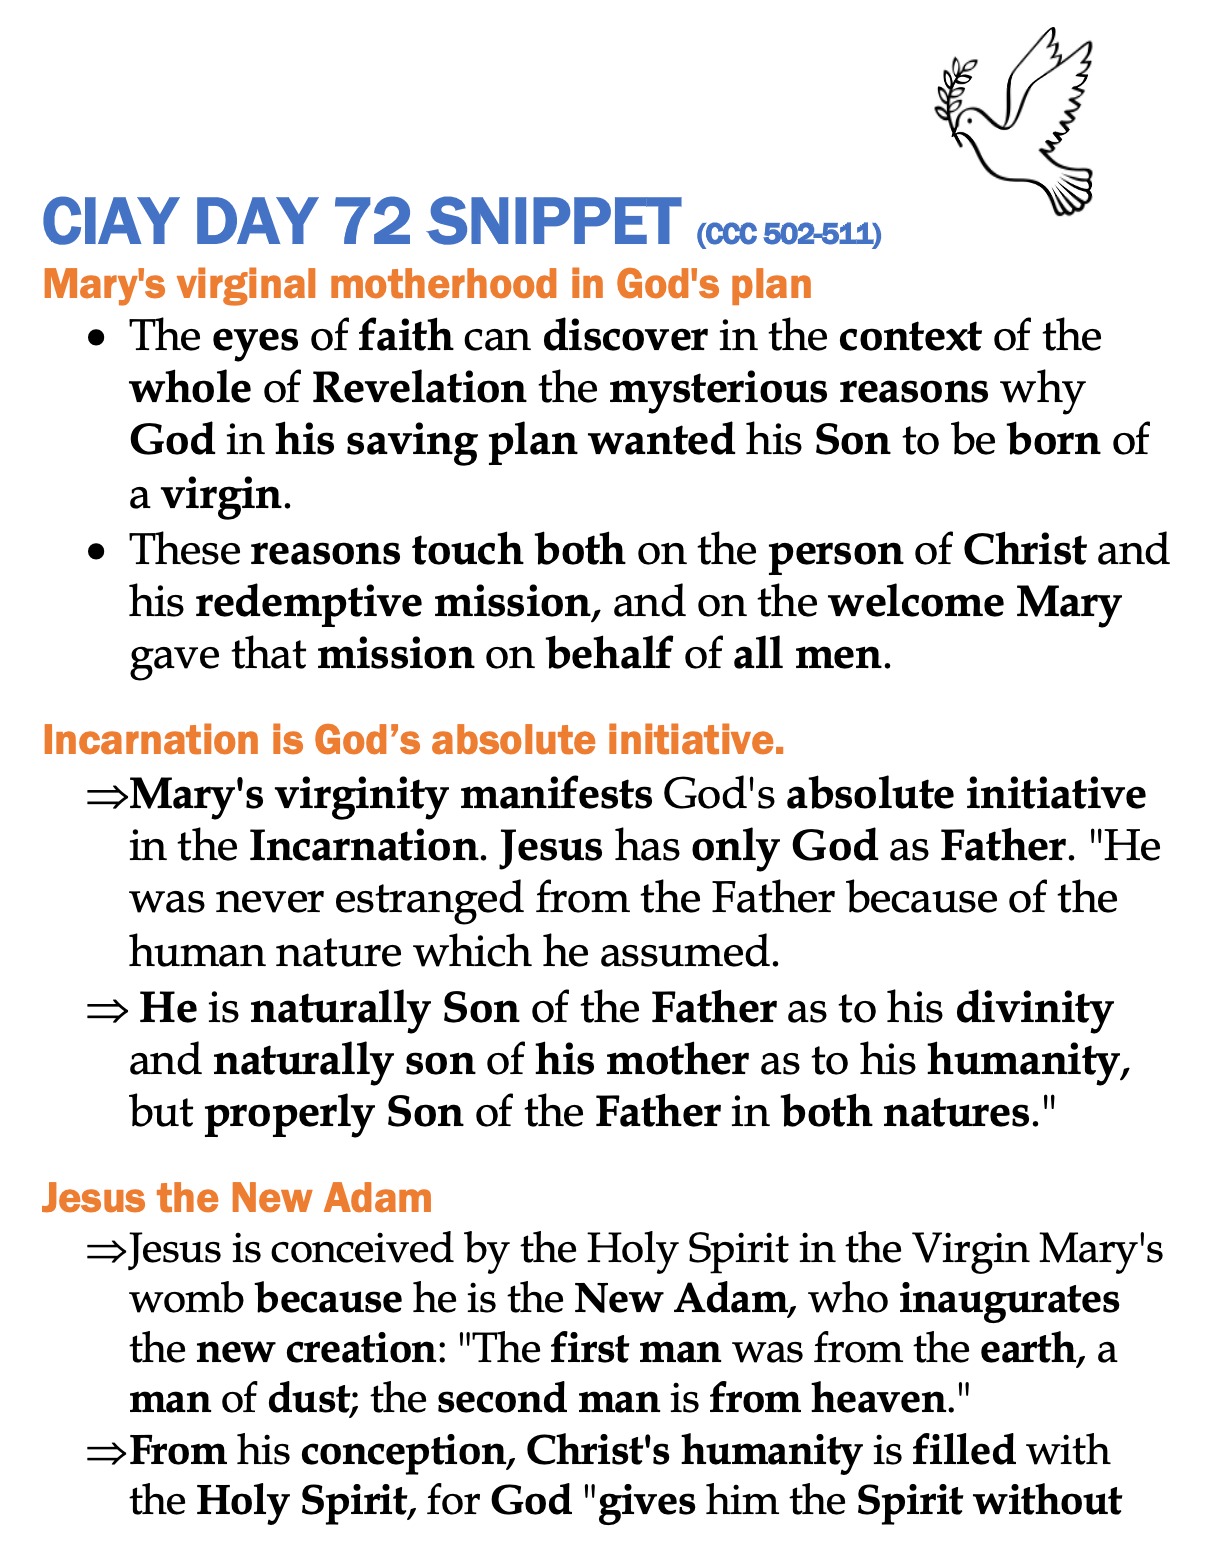 CIAY DAY 72 SNIPPET (CCC 502-511)
Mary's virginal motherhood in God's plan
• The eyes of faith can discover in the context of the
whole of Revelation the mysterious reasons why
God in his saving plan wanted his Son to be born of
a virgin.
• These reasons touch both on the person of Christ and
his redemptive mission, and on the welcome Mary
gave that mission on behalf of all men.
Incarnation is God’s absolute initiative.
⇒Mary's virginity manifests God's absolute initiative
in the Incarnation. Jesus has only God as Father. "He
was never estranged from the Father because of the
human nature which he assumed.
⇒ He is naturally Son of the Father as to his divinity
and naturally son of his mother as to his humanity,
but properly Son of the Father in both natures."
Jesus the New Adam
⇒Jesus is conceived by the Holy Spirit in the Virgin Mary's
womb because he is the New Adam, who inaugurates
the new creation: "The first man was from the earth, a
man of dust; the second man is from heaven."
⇒From his conception, Christ's humanity is filled with
the Holy Spirit, for God "gives him the Spirit without